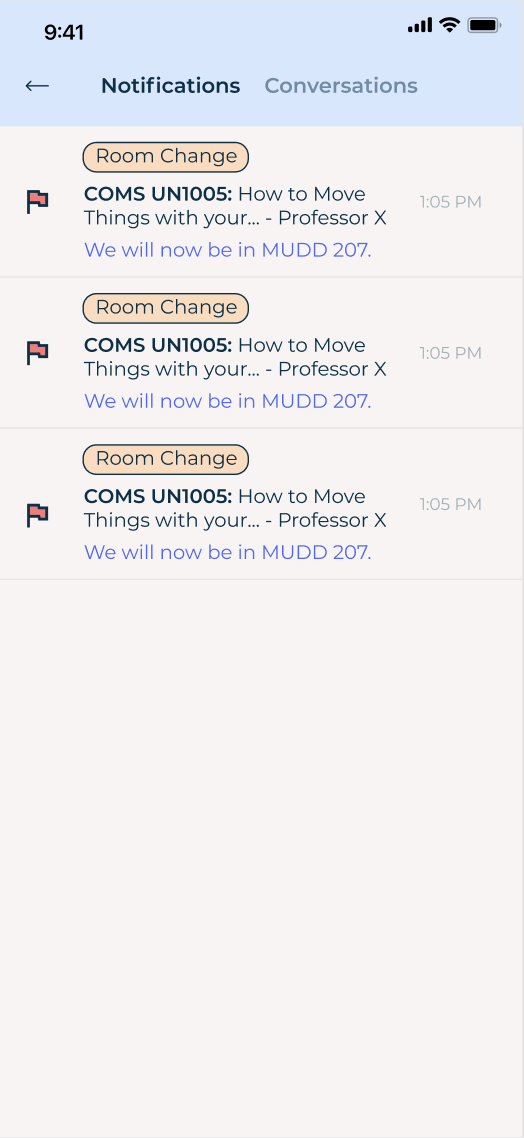 9:41
Notifications Conversations
Room Change
COMS UN1005: How to Move
Things with your... - Professor X
1:05 PM
We will now be in MUDD 207.
Room Change
COMS UN1005: How to Move
Things with your... - Professor X
1:05 PM
We will now be in MUDD 207.
Room Change
COMS UN1005: How to Move
Things with your... - Professor X
1:05 PM
We will now be in MUDD 207.